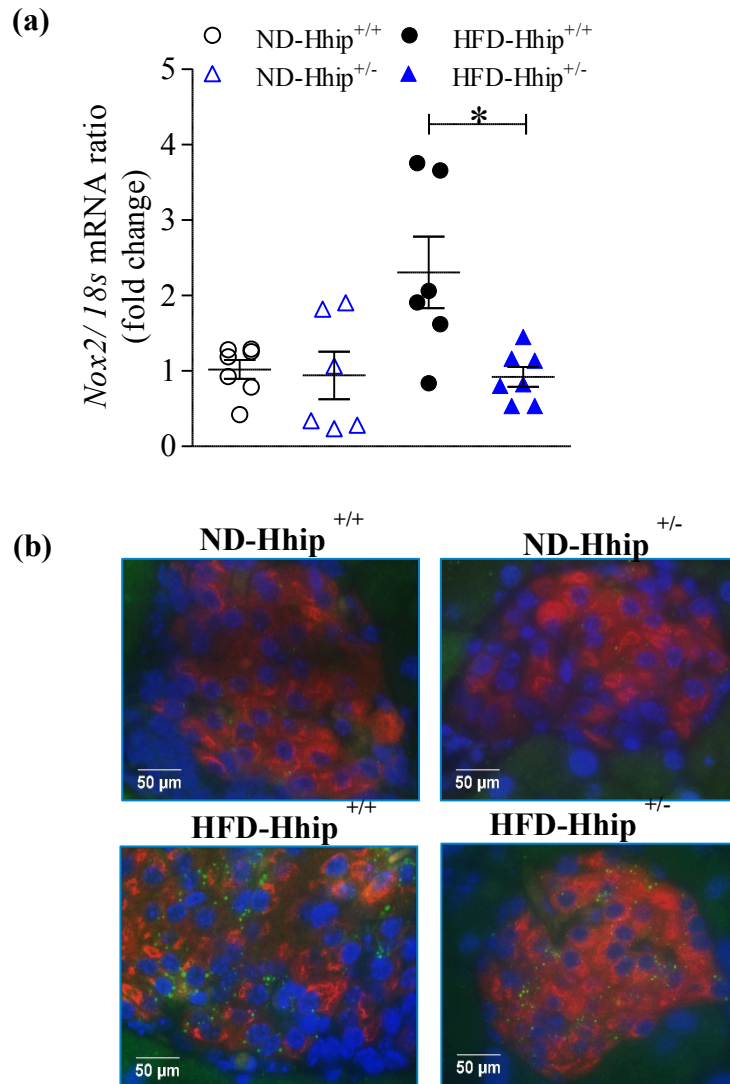 (a)
ND-Hhip+/+ HFD-Hhip+/+
ND-Hhip+/- HFD-Hhip+/-
Nox2/ 18s mRNA ratio
(fold change)
5
4
3
2
1
0
*
(b)
ND-Hhip+/+ ND-Hhip+/-
50 µm 50 µm
HFD-Hhip+/+ HFD-Hhip+/-
50 µm 50 µm